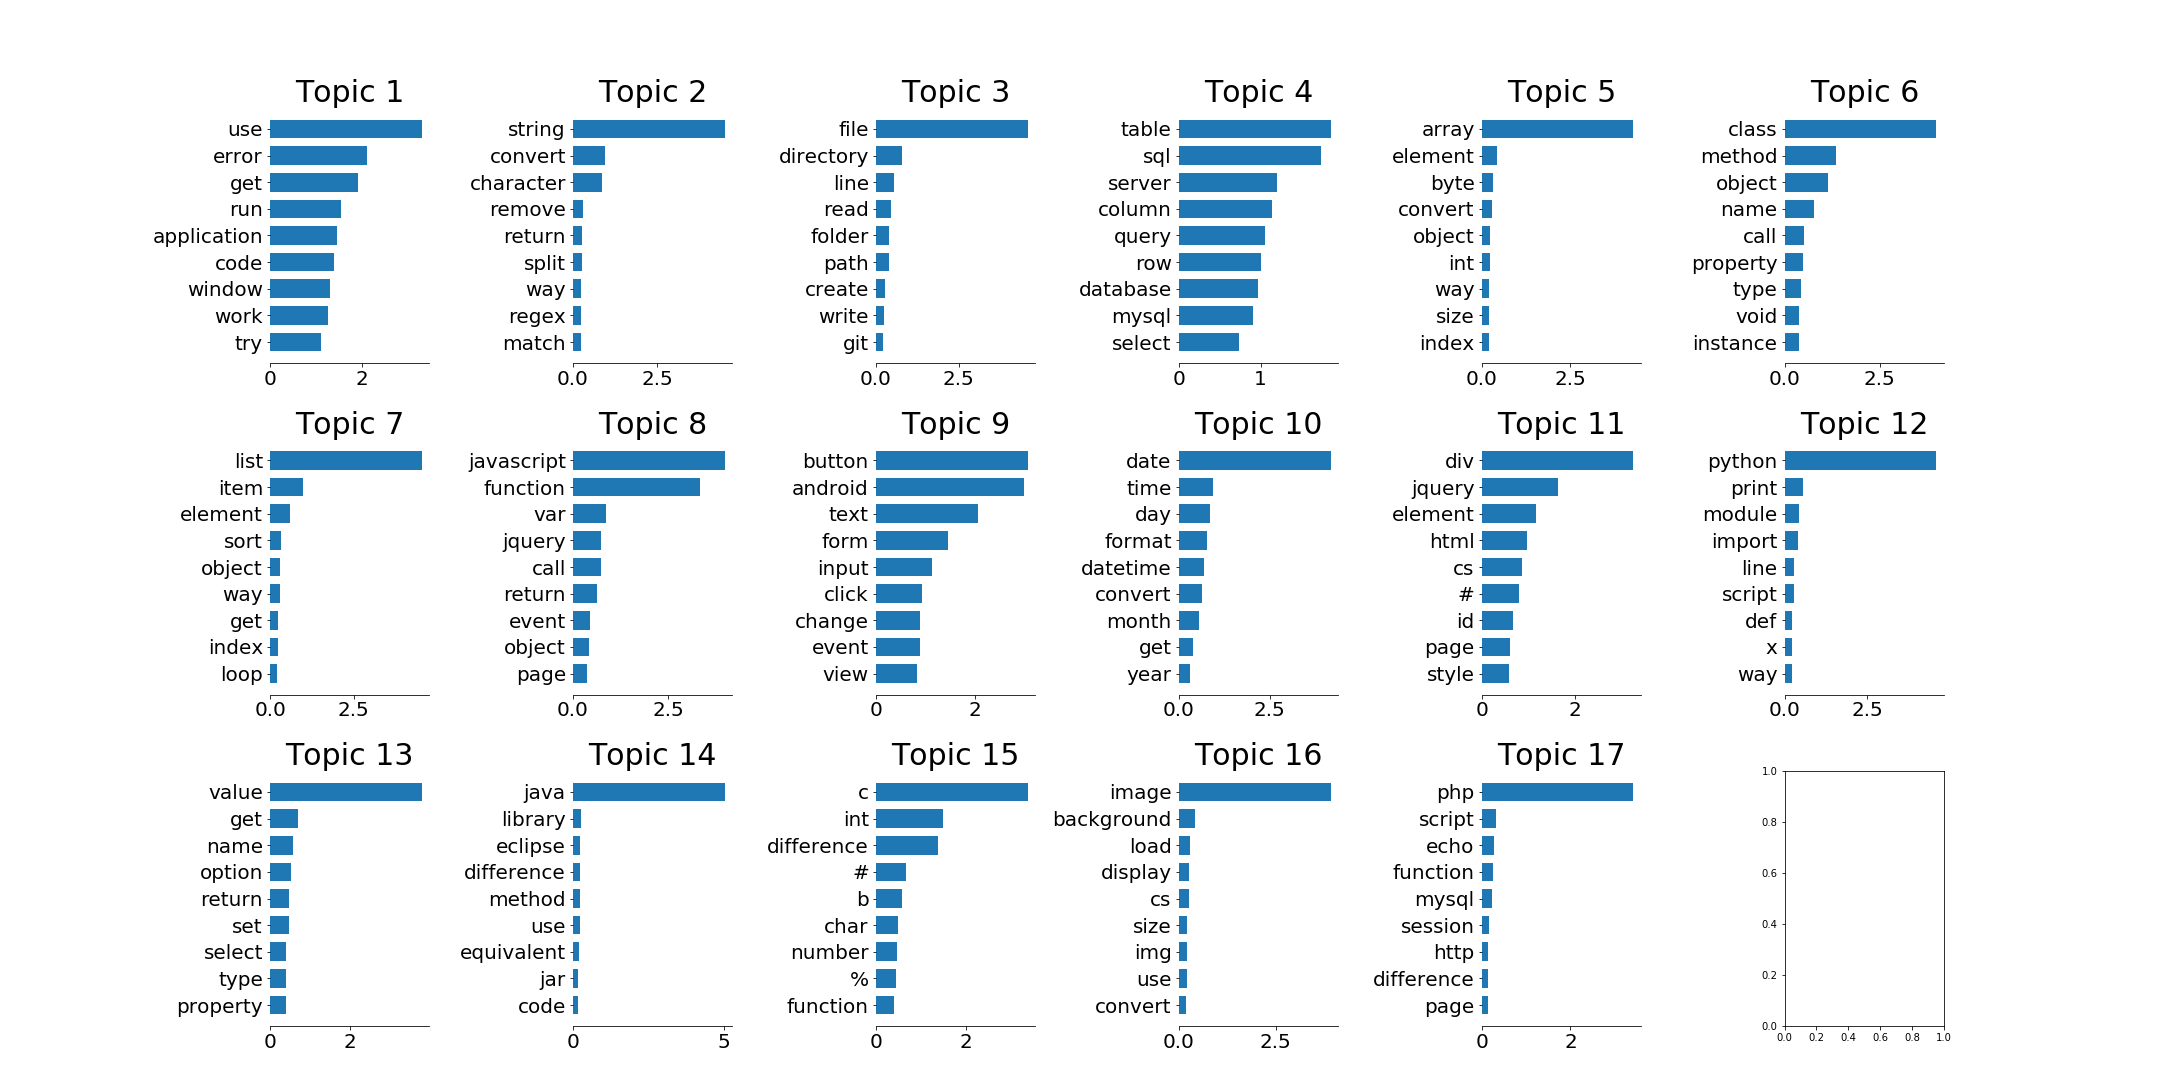 Topic 1
use
error
get
run
application
code
window
work
try
0 2
Topic 2
string
convert
character
remove
return
split
way
regex
match
0.0 2.5
Topic 3
file
directory
line
read
folder
path
create
write
git
0.0 2.5
Topic 4
table
sql
server
column
query
row
database
mysql
select
0 1
Topic 5
array
element
byte
convert
object
int
way
size
index
0.0 2.5
Topic 6
class
method
object
name
call
property
type
void
instance
0.0 2.5
Topic 7
list
item
element
sort
object
way
get
index
loop
0.0 2.5
Topic 8
javascript
function
var
jquery
call
return
event
object
page
0.0 2.5
Topic 9
button
android
text
form
input
click
change
event
view
0 2
Topic 10
date
time
day
format
datetime
convert
month
get
year
0.0 2.5
Topic 11
div
jquery
element
html
cs
#
id
page
style
0 2
Topic 12
python
print
module
import
line
script
def
x
way
0.0 2.5
Topic 13
value
get
name
option
return
set
select
type
property
0 2
Topic 14
java
library
eclipse
difference
method
use
equivalent
jar
code
0 5
Topic 15
c
int
difference
#
b
char
number
%
function
0 2
Topic 16
image
background
load
display
cs
size
img
use
convert
0.0 2.5
Topic 17
php
script
echo
function
mysql
session
http
difference
page
0 2
1.0
0.8
0.6
0.4
0.2
0.0
0.0 0.2 0.4 0.6 0.8 1.0